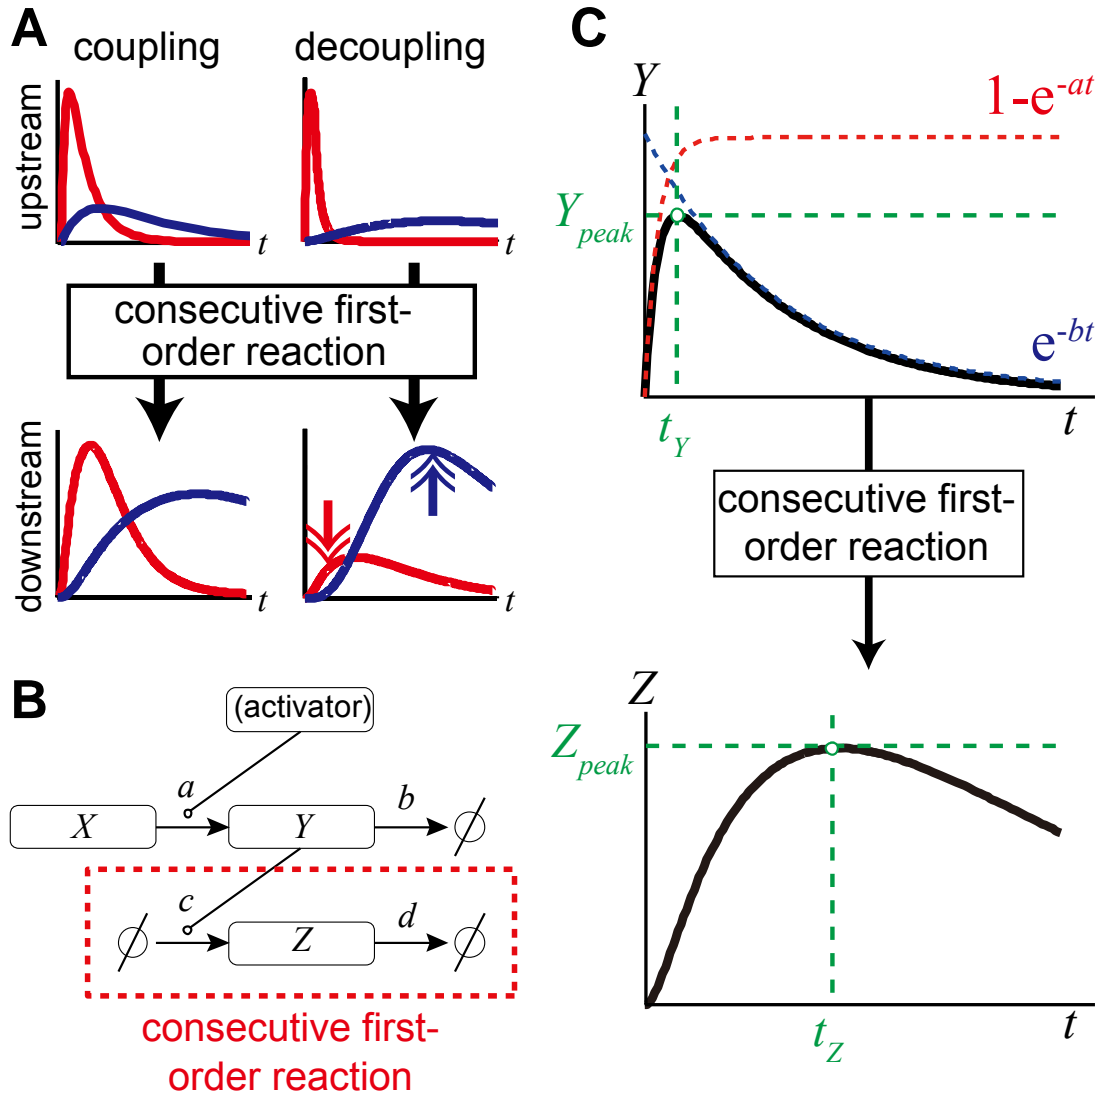 A
coupling
decoupling
upstream
t
t
consecutive first-
order reaction
downstream
t
t
B
(activator)
a
b
X
Y
c
d
Z
consecutive first-
order reaction
C
Y
1-e^-at
Y_peak
e^-bt
t_Y
t
consecutive first-
order reaction
Z
Z_peak
t_Z
t